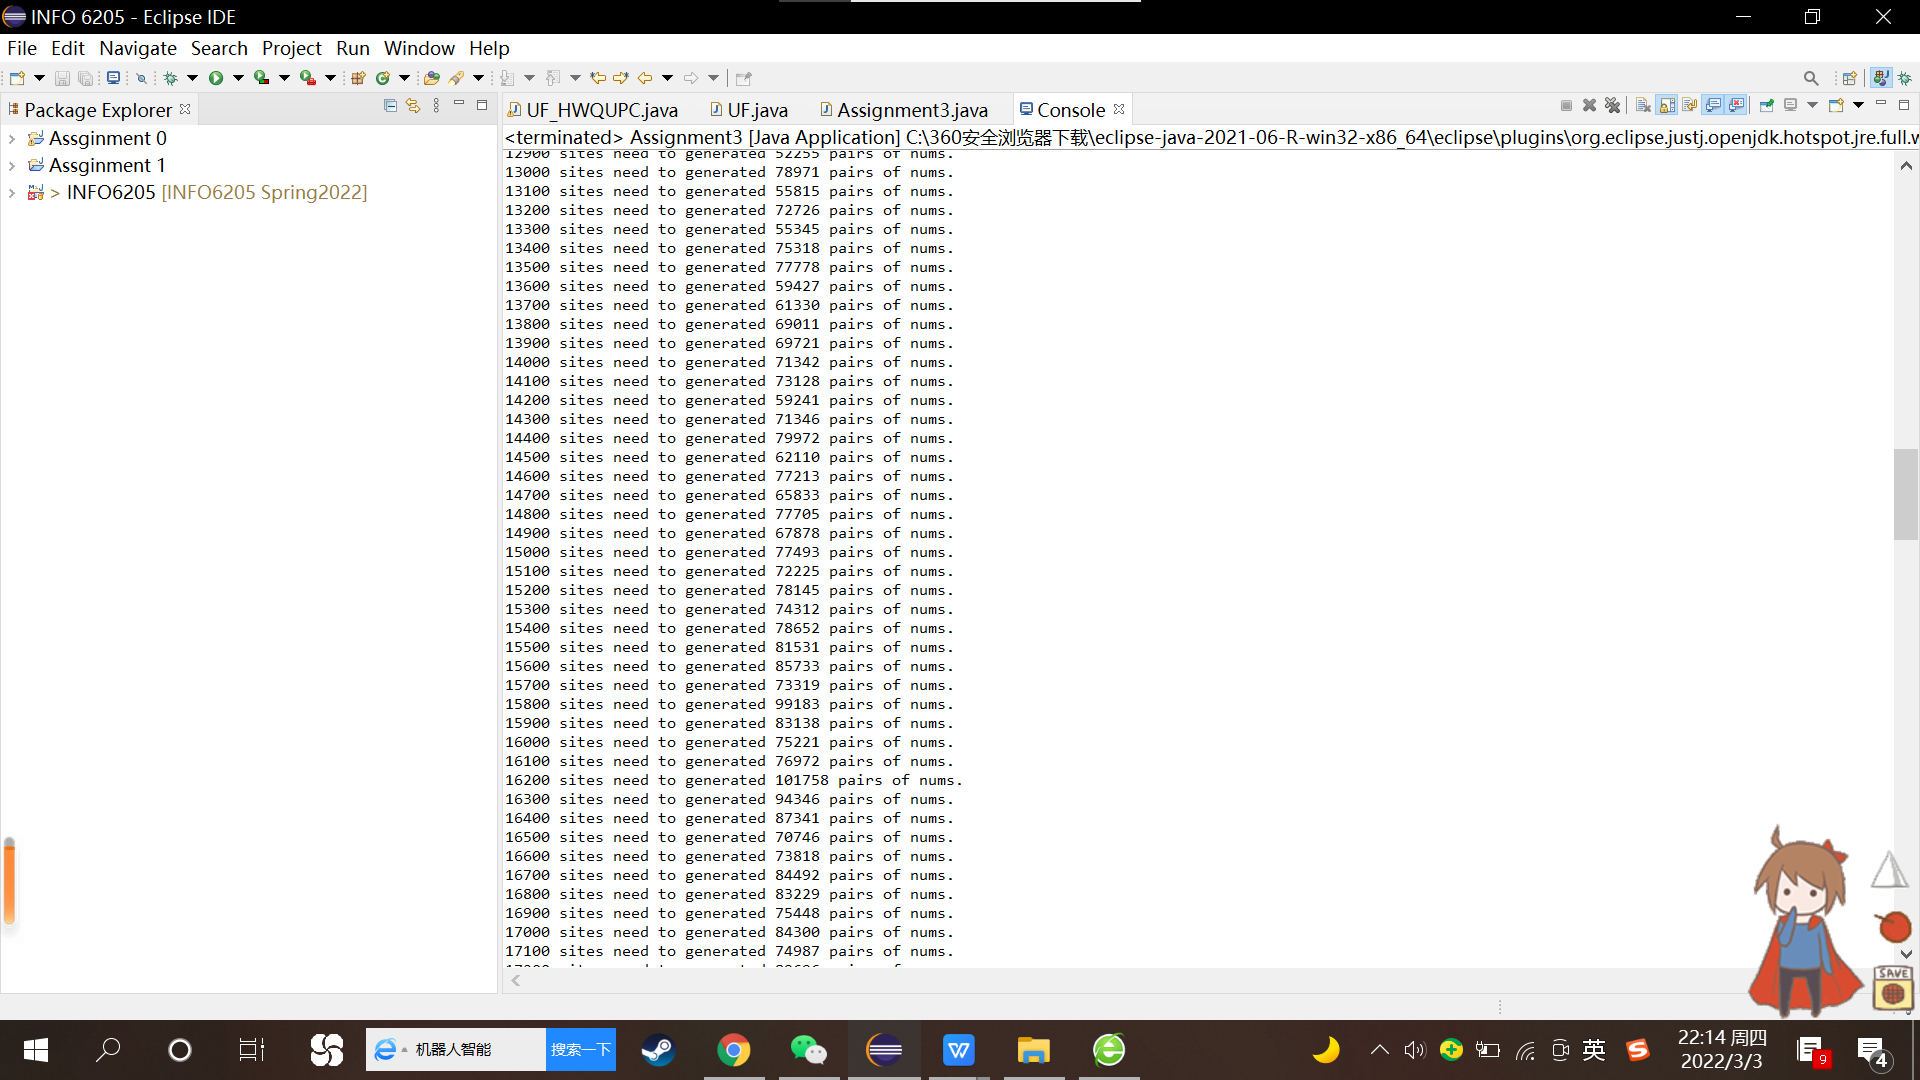 INFO 6205 - Eclipse IDE
File Edit Navigate Search Project Run Window Help
Package Explorer
UF_HWQUPC.java UF.java Assignment3.java Console
Assginment 0
Assginment 1
> INFO6205 [INFO6205 Spring2022]
<terminated> Assignment3 [Java Application] C:\360安全浏览器下载\eclipse-java-2021-06-R-win32-x86_64\eclipse\plugins\org.eclipse.justj.openjdk.hotspot.jre.full.w
12900 sites need to generated 52255 pairs of nums.
13000 sites need to generated 78971 pairs of nums.
13100 sites need to generated 55815 pairs of nums.
13200 sites need to generated 72726 pairs of nums.
13300 sites need to generated 55345 pairs of nums.
13400 sites need to generated 75318 pairs of nums.
13500 sites need to generated 77778 pairs of nums.
13600 sites need to generated 59427 pairs of nums.
13700 sites need to generated 61330 pairs of nums.
13800 sites need to generated 69011 pairs of nums.
13900 sites need to generated 69721 pairs of nums.
14000 sites need to generated 71342 pairs of nums.
14100 sites need to generated 73128 pairs of nums.
14200 sites need to generated 59241 pairs of nums.
14300 sites need to generated 71346 pairs of nums.
14400 sites need to generated 79972 pairs of nums.
14500 sites need to generated 62110 pairs of nums.
14600 sites need to generated 77213 pairs of nums.
14700 sites need to generated 65833 pairs of nums.
14800 sites need to generated 77705 pairs of nums.
14900 sites need to generated 67878 pairs of nums.
15000 sites need to generated 77493 pairs of nums.
15100 sites need to generated 72225 pairs of nums.
15200 sites need to generated 78145 pairs of nums.
15300 sites need to generated 74312 pairs of nums.
15400 sites need to generated 78652 pairs of nums.
15500 sites need to generated 81531 pairs of nums.
15600 sites need to generated 85733 pairs of nums.
15700 sites need to generated 73319 pairs of nums.
15800 sites need to generated 99183 pairs of nums.
15900 sites need to generated 83138 pairs of nums.
16000 sites need to generated 75221 pairs of nums.
16100 sites need to generated 76972 pairs of nums.
16200 sites need to generated 101758 pairs of nums.
16300 sites need to generated 94346 pairs of nums.
16400 sites need to generated 87341 pairs of nums.
16500 sites need to generated 70746 pairs of nums.
16600 sites need to generated 73818 pairs of nums.
16700 sites need to generated 84492 pairs of nums.
16800 sites need to generated 83229 pairs of nums.
16900 sites need to generated 75448 pairs of nums.
17000 sites need to generated 84300 pairs of nums.
17100 sites need to generated 74987 pairs of nums.
SAVE
机器人智能 搜索一下
英
22:14 周四
2022/3/3
9
4